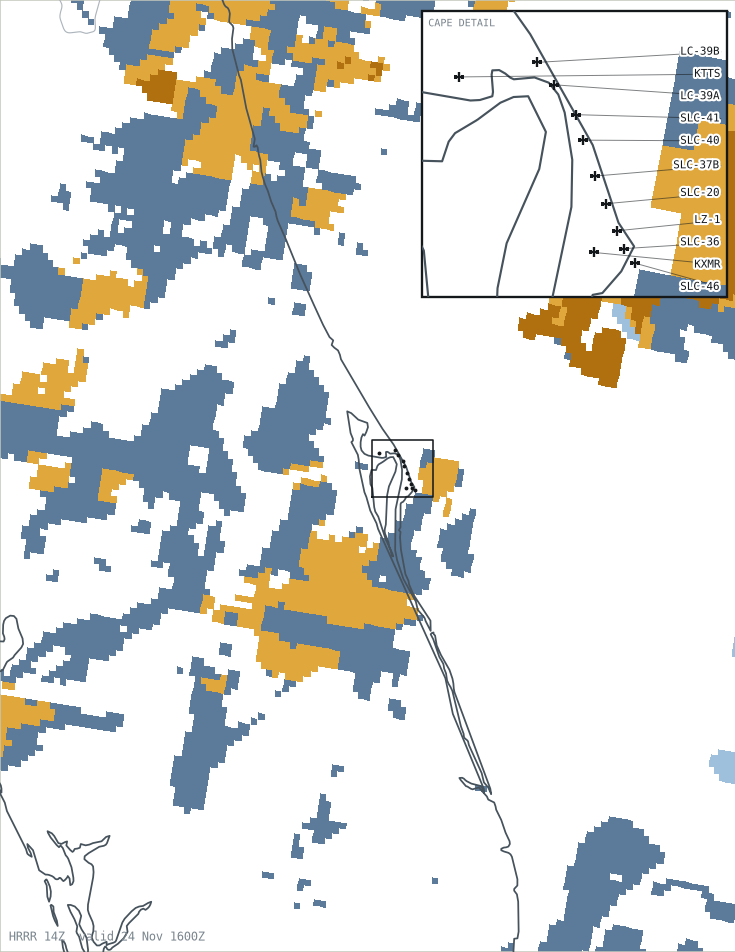 CAPE DETAIL
LC-39B
KTTS
LC-39A
SLC-41
SLC-40
SLC-37B
SLC-20
LZ-1
SLC-36
KXMR
SLC-46
HRRR 14Z valid 24 Nov 1600Z